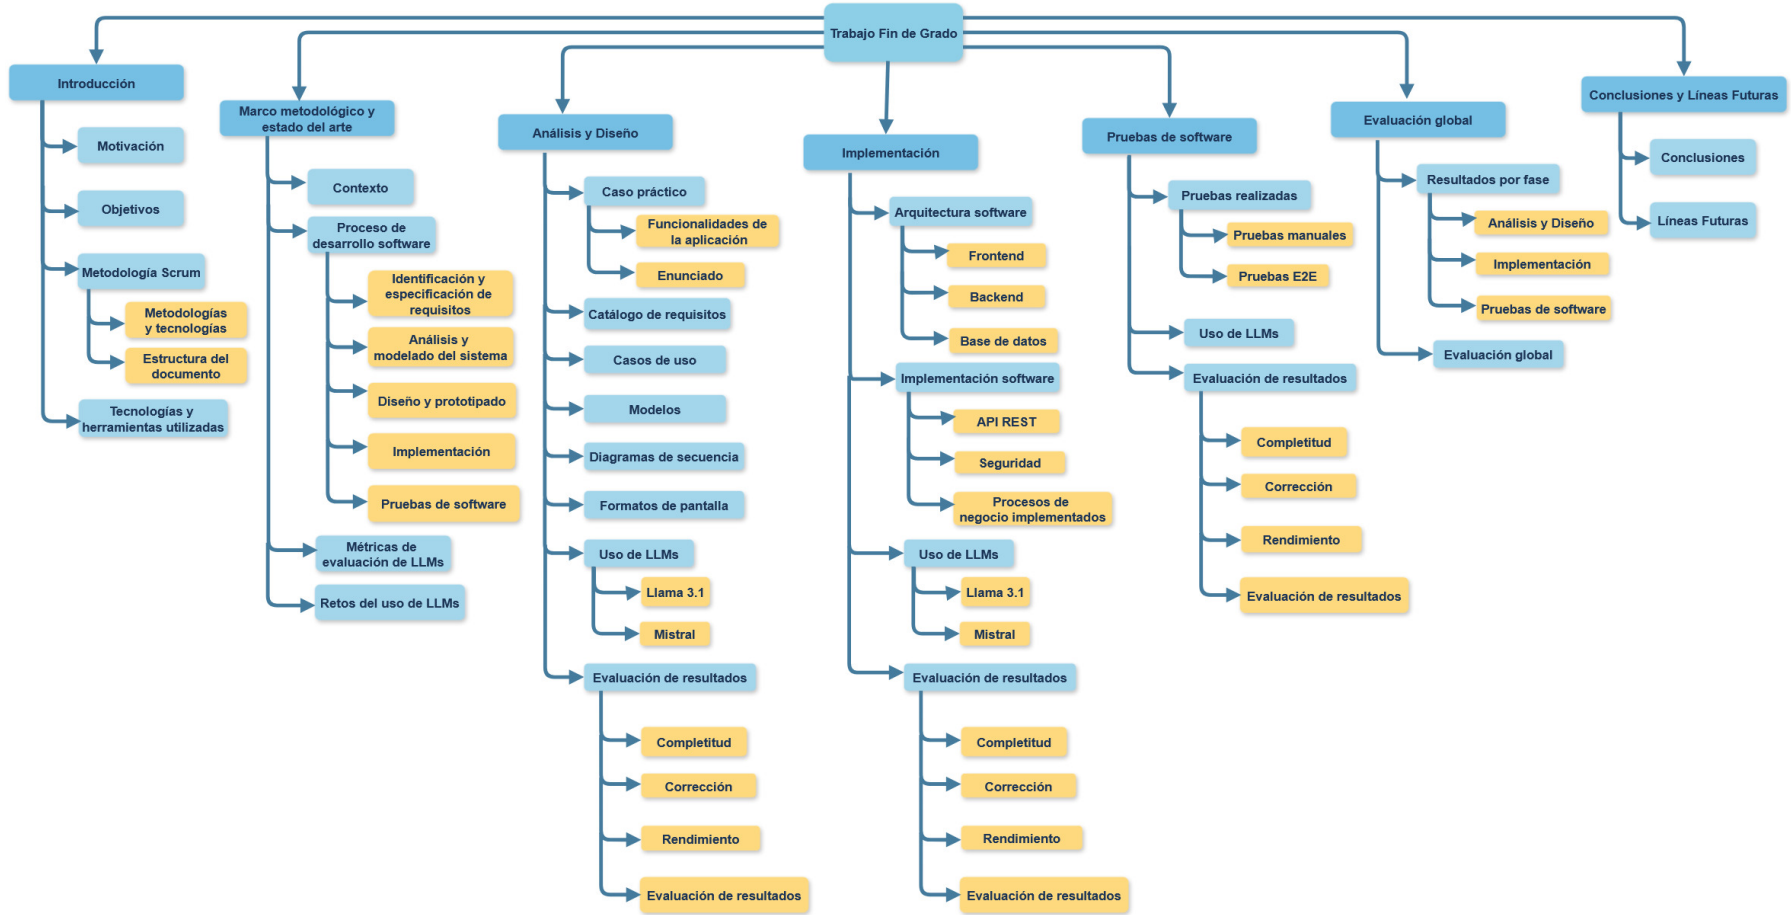 Trabajo Fin de Grado
Introducción
Motivación
Objetivos
Metodología Scrum
Metodologías
y tecnologías
Estructura del
documento
Tecnologías y
herramientas utilizadas
Marco metodológico y
estado del arte
Contexto
Proceso de
desarrollo software
Identificación y
especificación de
requisitos
Análisis y
modelado del sistema
Diseño y prototipado
Implementación
Pruebas de software
Métricas de
evaluación de LLMs
Retos del uso de LLMs
Análisis y Diseño
Caso práctico
Funcionalidades de
la aplicación
Enunciado
Catálogo de requisitos
Casos de uso
Modelos
Diagramas de secuencia
Formatos de pantalla
Uso de LLMs
Llama 3.1
Mistral
Evaluación de resultados
Completitud
Corrección
Rendimiento
Evaluación de resultados
Implementación
Arquitectura software
Frontend
Backend
Base de datos
Implementación software
API REST
Seguridad
Procesos de
negocio implementados
Uso de LLMs
Llama 3.1
Mistral
Evaluación de resultados
Completitud
Corrección
Rendimiento
Evaluación de resultados
Pruebas de software
Pruebas realizadas
Pruebas manuales
Pruebas E2E
Uso de LLMs
Evaluación de resultados
Completitud
Corrección
Rendimiento
Evaluación de resultados
Evaluación global
Resultados por fase
Análisis y Diseño
Implementación
Pruebas de software
Evaluación global
Conclusiones y Líneas Futuras
Conclusiones
Líneas Futuras